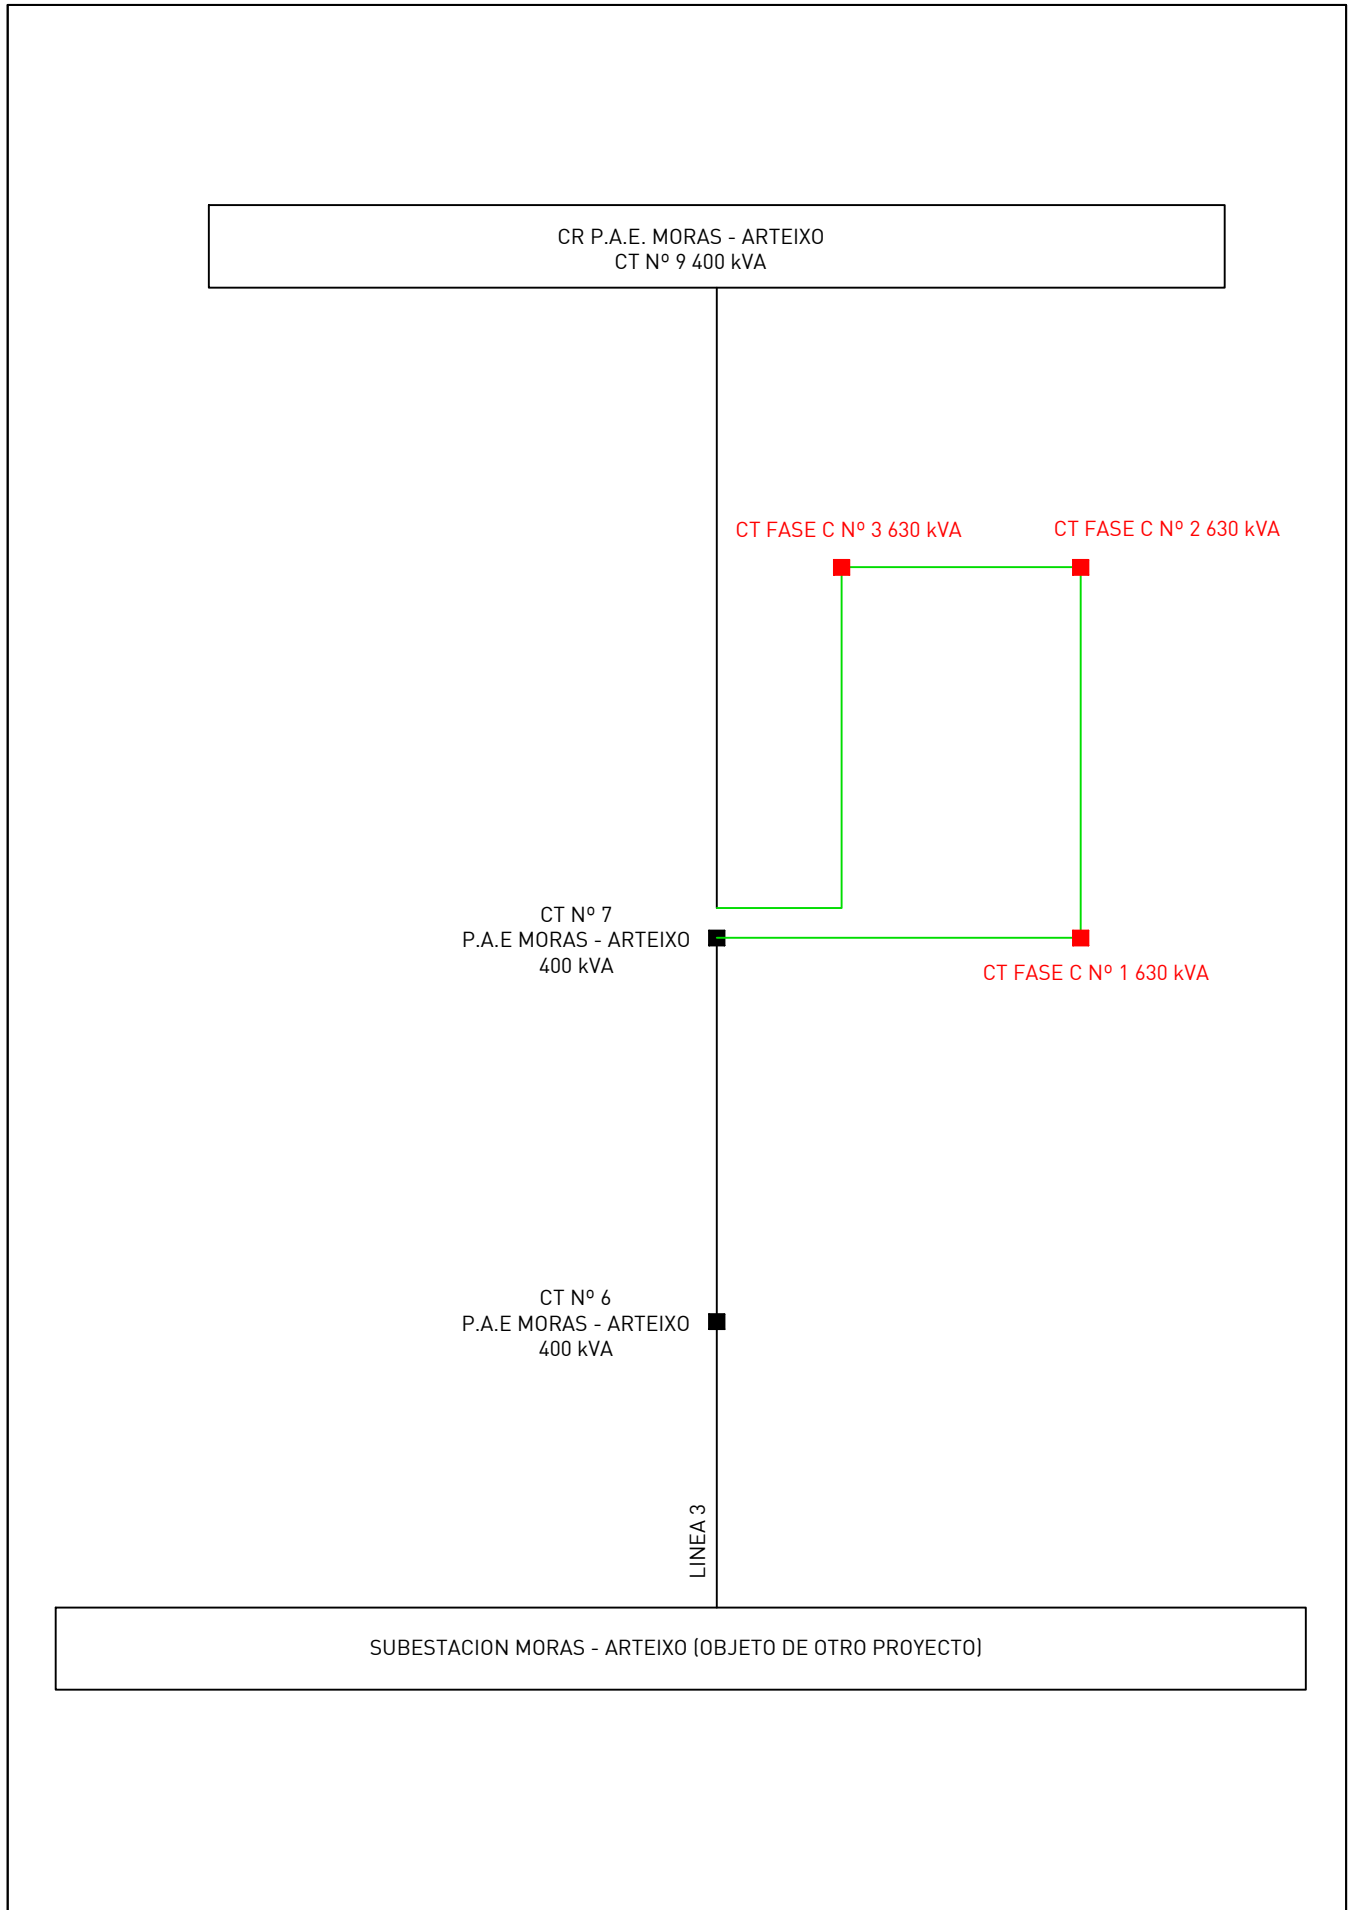 CR P.A.E. MORAS - ARTEIXO
CT Nº 9 400 kVA
CT FASE C Nº 3 630 kVA
CT FASE C Nº 2 630 kVA
CT Nº 7
P.A.E MORAS - ARTEIXO
400 kVA
CT FASE C Nº 1 630 kVA
CT Nº 6
P.A.E MORAS - ARTEIXO
400 kVA
LINEA 3
SUBESTACION MORAS - ARTEIXO (OBJETO DE OTRO PROYECTO)